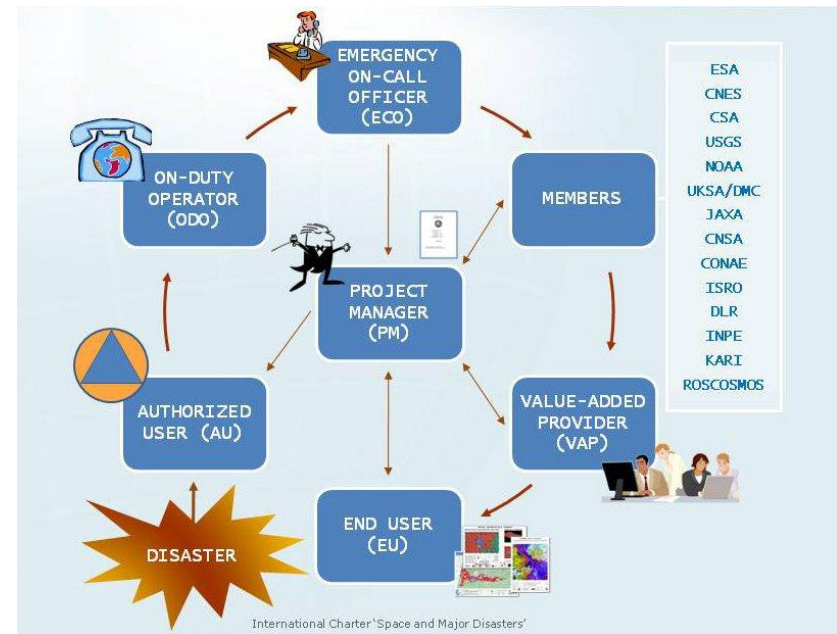 EMERGENCY
ON-CALL
OFFICER
(ECO)
ON-DUTY
OPERATOR
(ODO)
MEMBERS
ESA
CNES
CSA
USGS
NOAA
UKSA/DMC
JAXA
CNSA
CONAE
ISRO
DLR
INPE
KARI
ROSCOSMOS
PROJECT
MANAGER
(PM)
AUTHORIZED
USER (AU)
VALUE-ADDED
PROVIDER
(VAP)
DISASTER
END USER
(EU)
International Charter‘Space and Major Disasters’